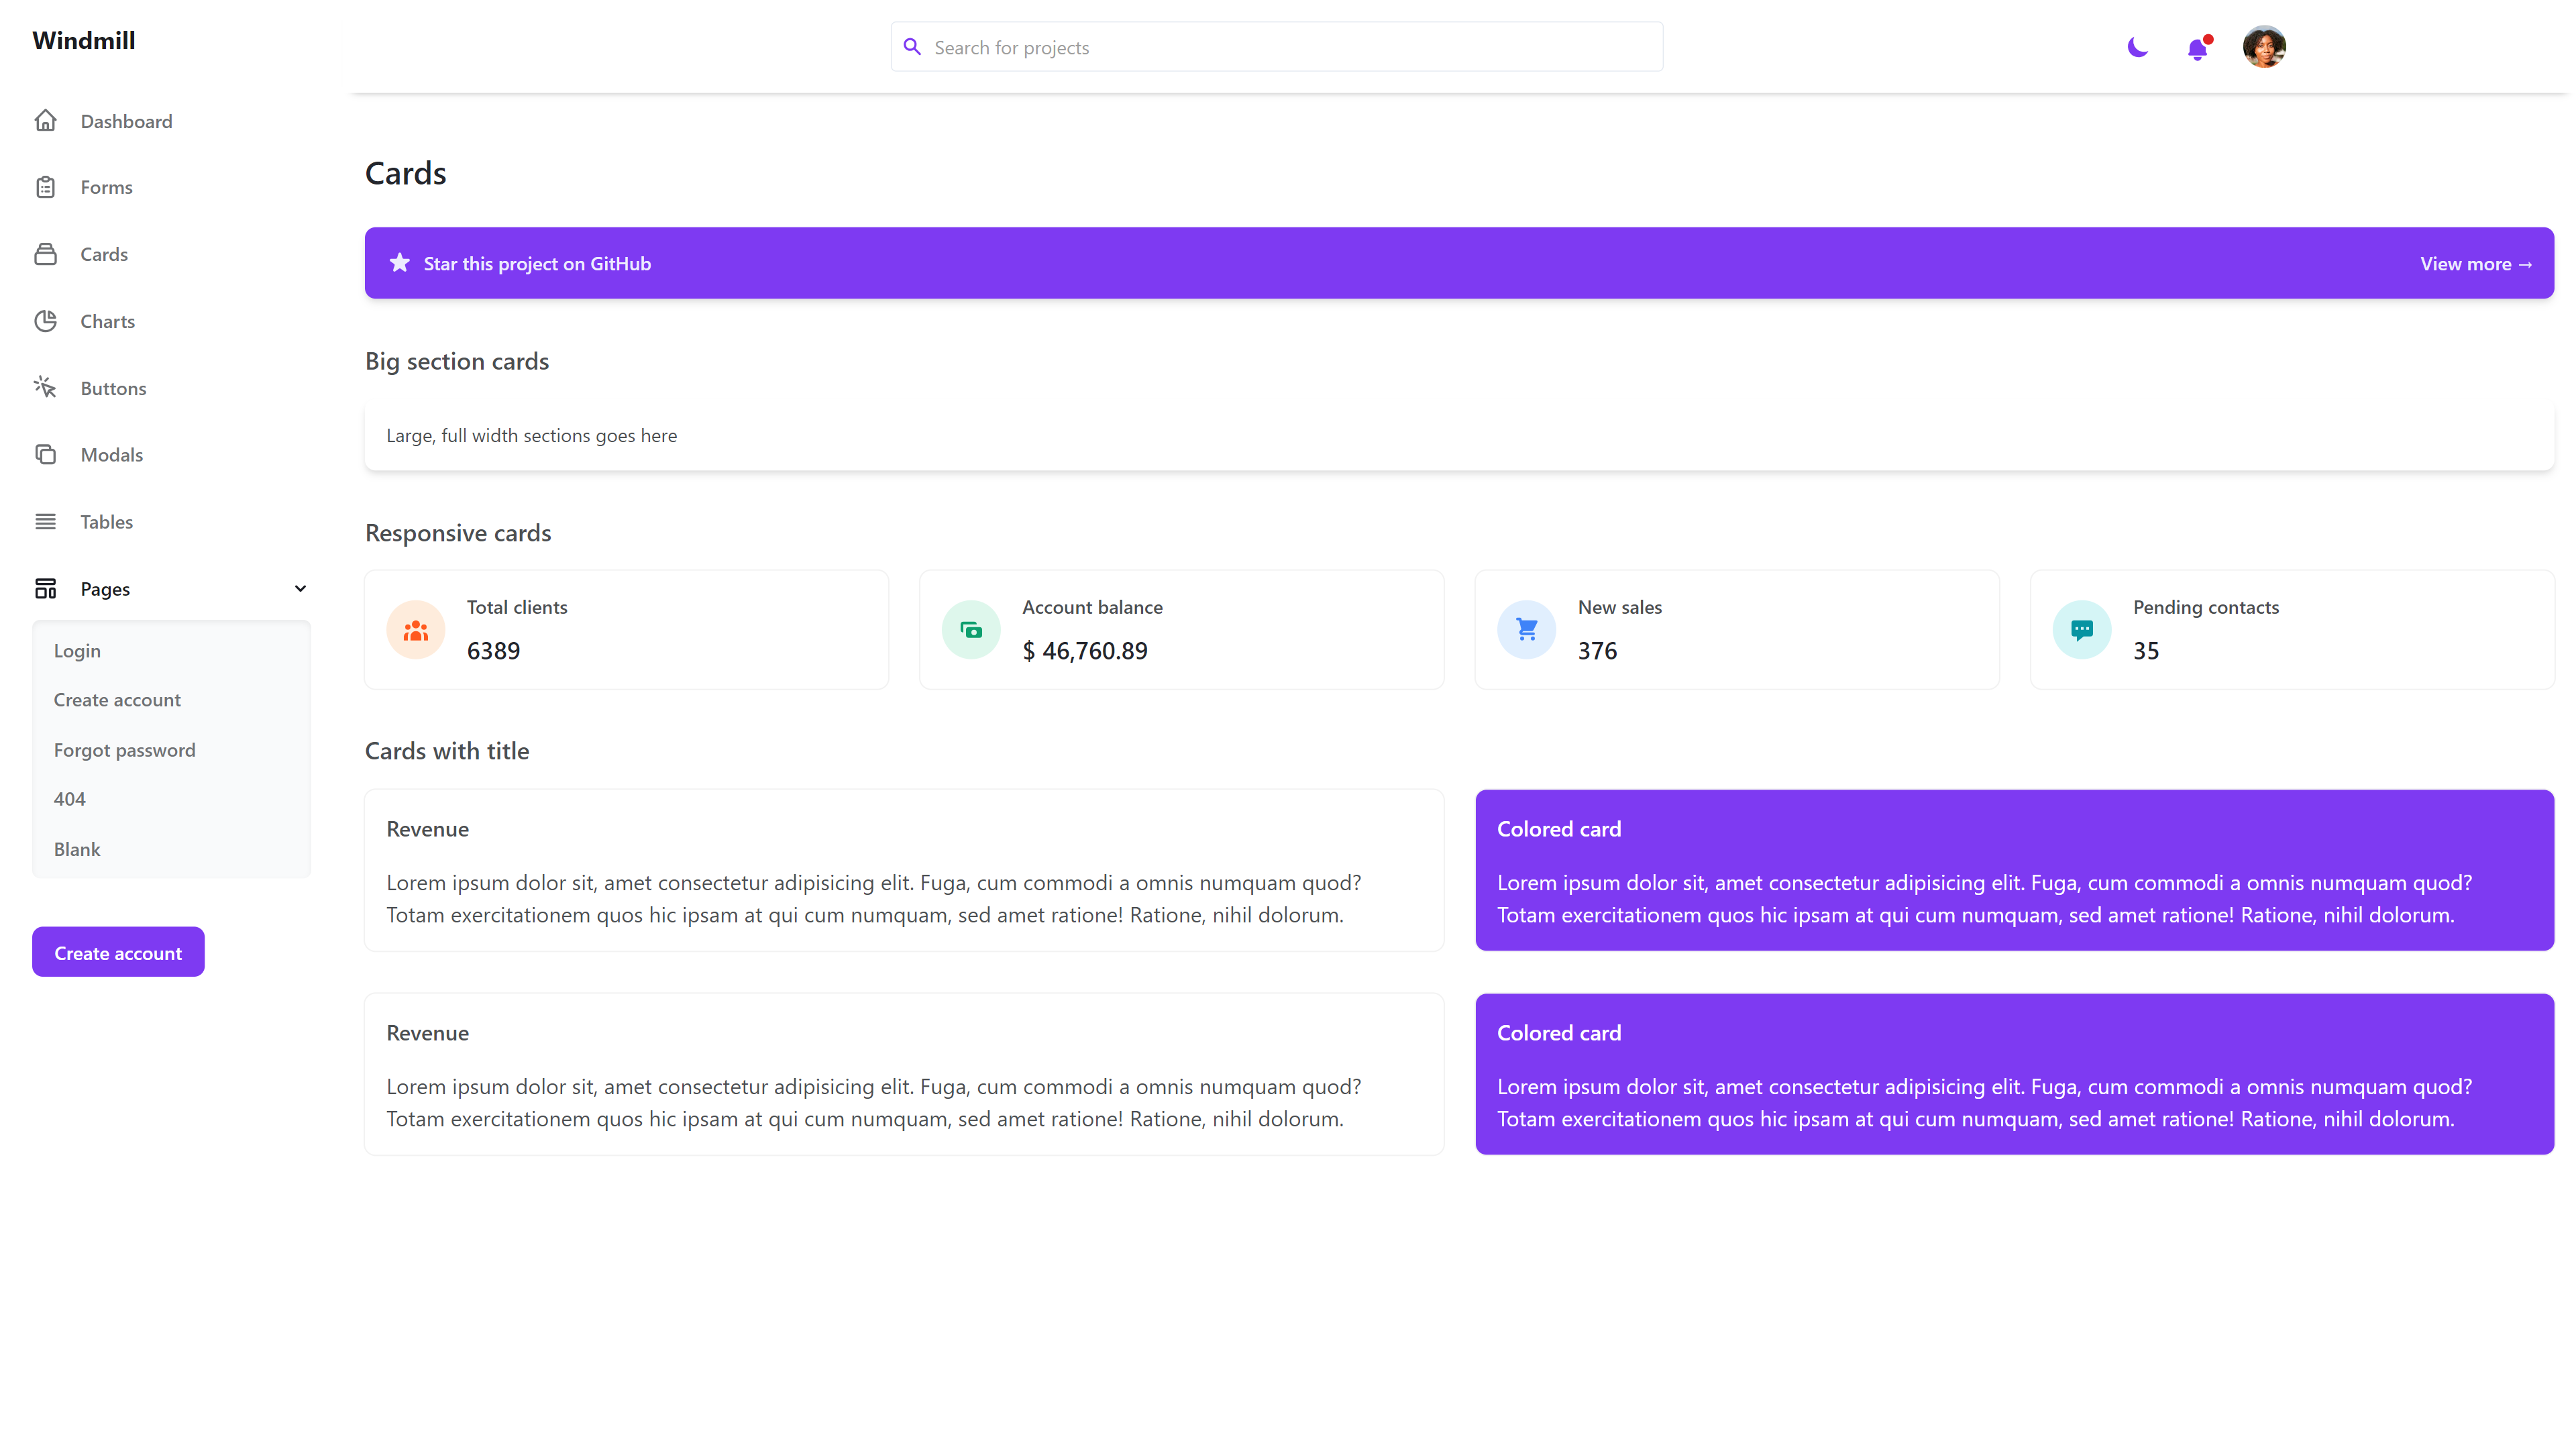 Windmill
Search for projects
Dashboard
Forms
Cards
Charts
Buttons
Modals
Tables
Pages
Login
Create account
Forgot password
404
Blank
Create account
Cards
Star this project on GitHub
View more →
Big section cards
Large, full width sections goes here
Responsive cards
Total clients
6389
Account balance
$ 46,760.89
New sales
376
Pending contacts
35
Cards with title
Revenue
Lorem ipsum dolor sit, amet consectetur adipisicing elit. Fuga, cum commodi a omnis numquam quod?
Totam exercitationem quos hic ipsam at qui cum numquam, sed amet ratione! Ratione, nihil dolorum.
Colored card
Lorem ipsum dolor sit, amet consectetur adipisicing elit. Fuga, cum commodi a omnis numquam quod?
Totam exercitationem quos hic ipsam at qui cum numquam, sed amet ratione! Ratione, nihil dolorum.
Revenue
Lorem ipsum dolor sit, amet consectetur adipisicing elit. Fuga, cum commodi a omnis numquam quod?
Totam exercitationem quos hic ipsam at qui cum numquam, sed amet ratione! Ratione, nihil dolorum.
Colored card
Lorem ipsum dolor sit, amet consectetur adipisicing elit. Fuga, cum commodi a omnis numquam quod?
Totam exercitationem quos hic ipsam at qui cum numquam, sed amet ratione! Ratione, nihil dolorum.